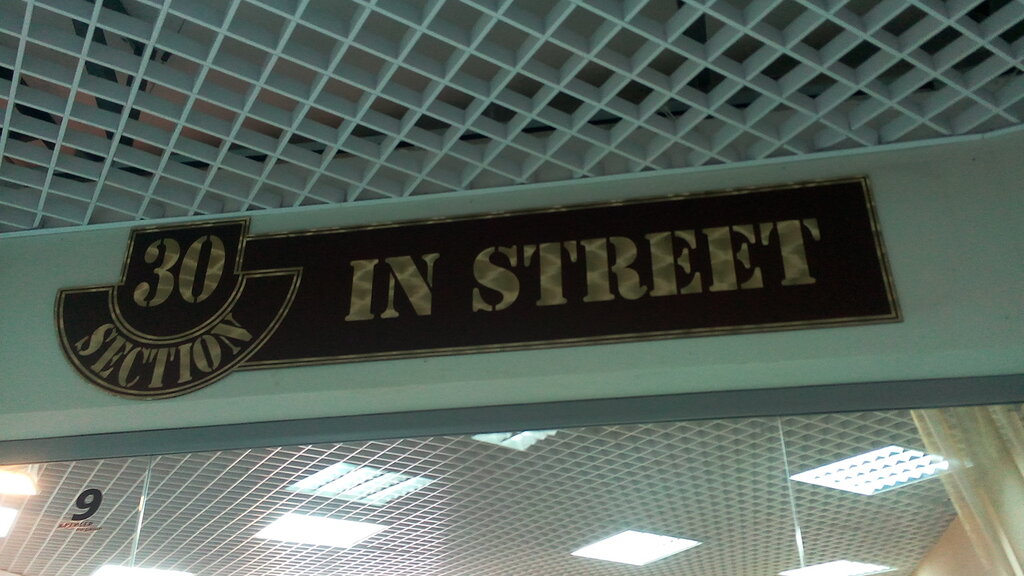 30
SECTION
IN STREET
9